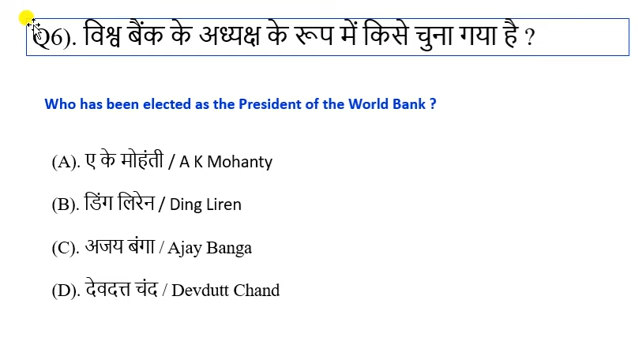 Q6). विश्व बैंक के अध्यक्ष के रूप में किसे चुना गया है ?
Who has been elected as the President of the World Bank ?
(A). ए के मोहंती / A K Mohanty
(B). डिंग लिरेन / Ding Liren
(C). अजय बंगा / Ajay Banga
(D). देवदत्त चंद / Devdutt Chand